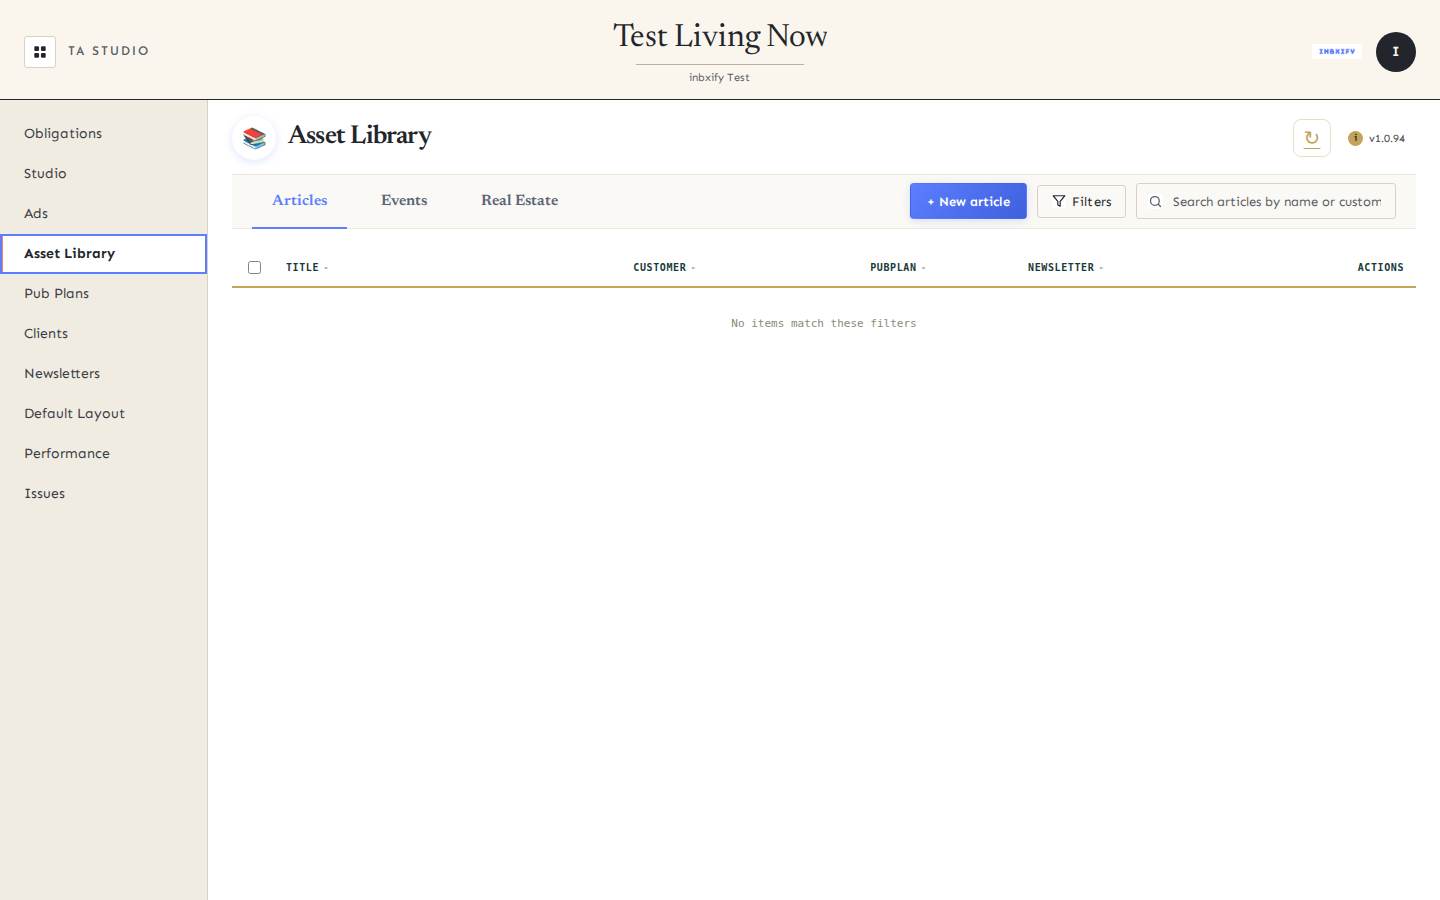 TA STUDIO
Test Living Now
inbxify Test
INBXIFY
I
Obligations
Studio
Ads
Asset Library
Pub Plans
Clients
Newsletters
Default Layout
Performance
Issues
Asset Library
i v1.0.94
Articles Events Real Estate
+ New article
Filters
Search articles by name or custom
TITLE CUSTOMER PUBPLAN NEWSLETTER ACTIONS
No items match these filters